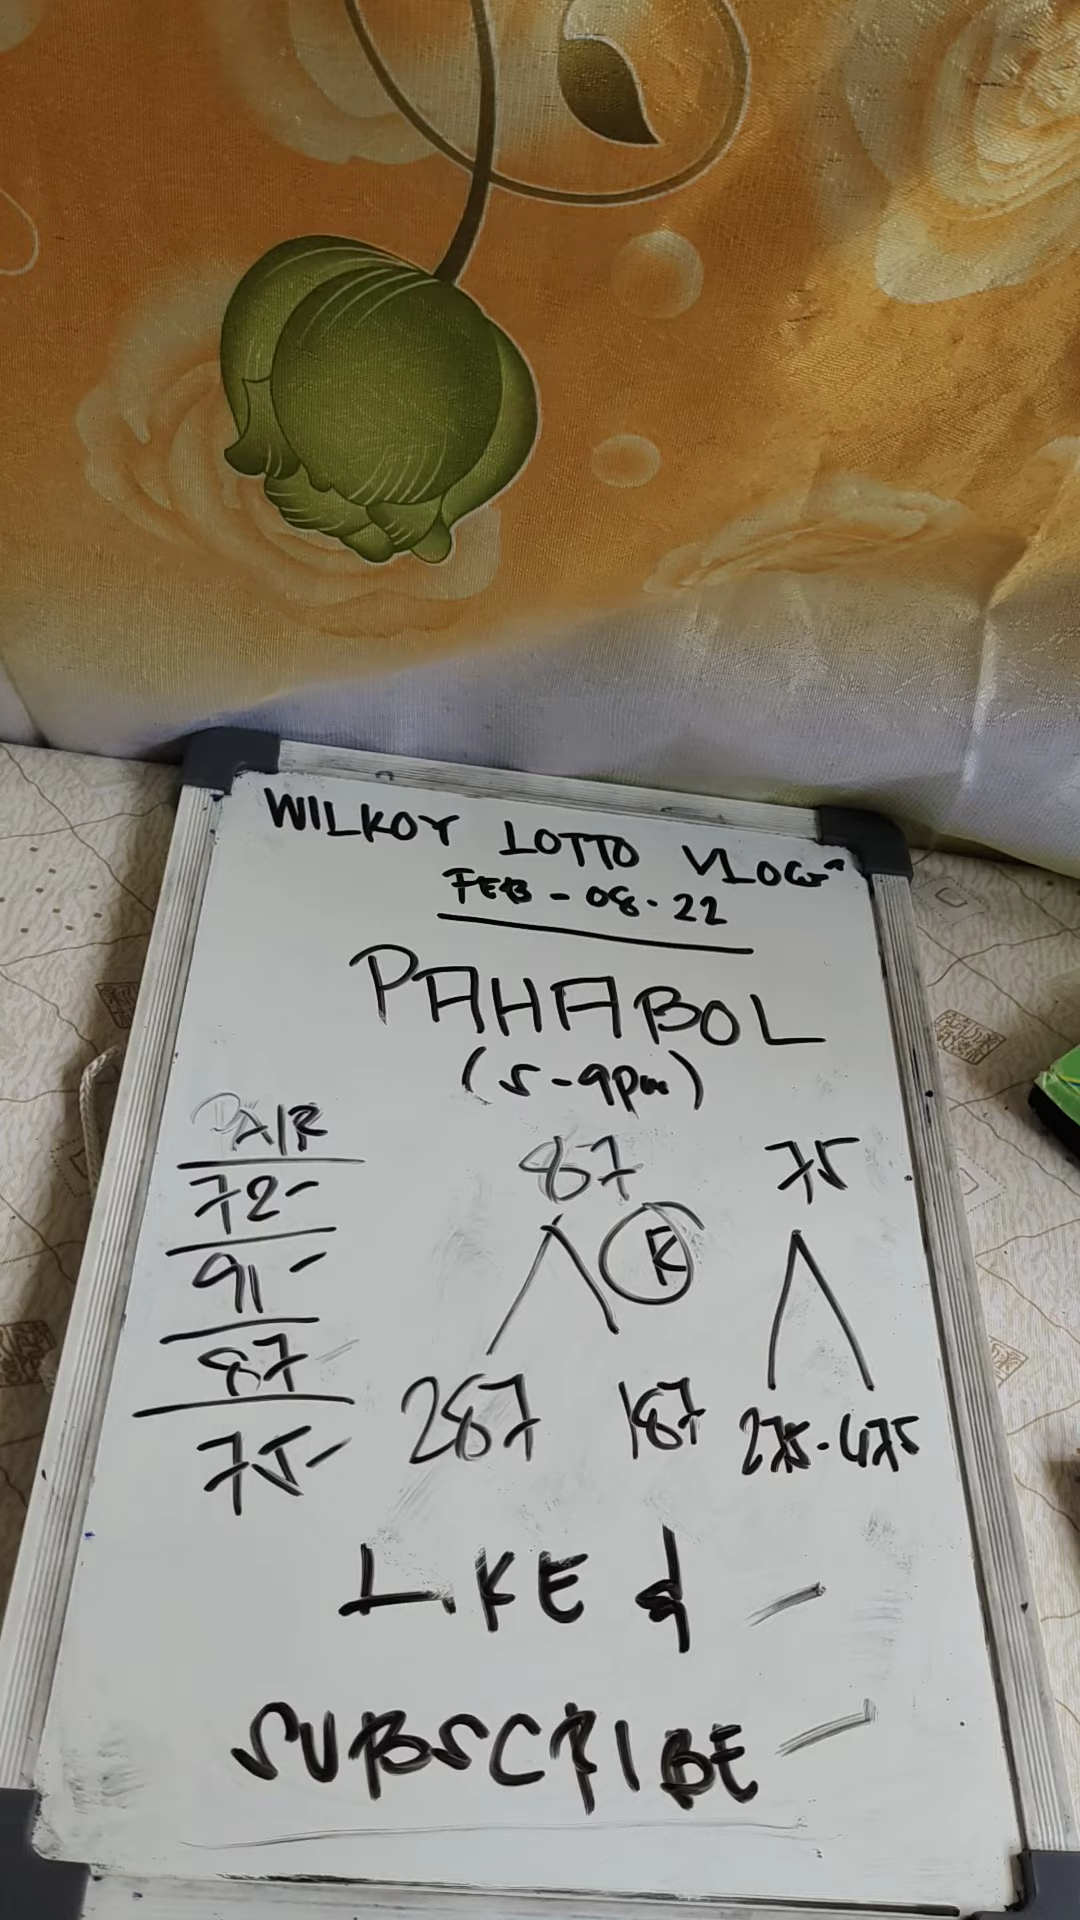 WILKOY LOTTO VLOG
FEB - 08 - 22
PAHABOL
(5-9pm)
PAIR
72-
91-
87
75-
87 75
K
287 187 275 - 475
LIKE &
SUBSCRIBE